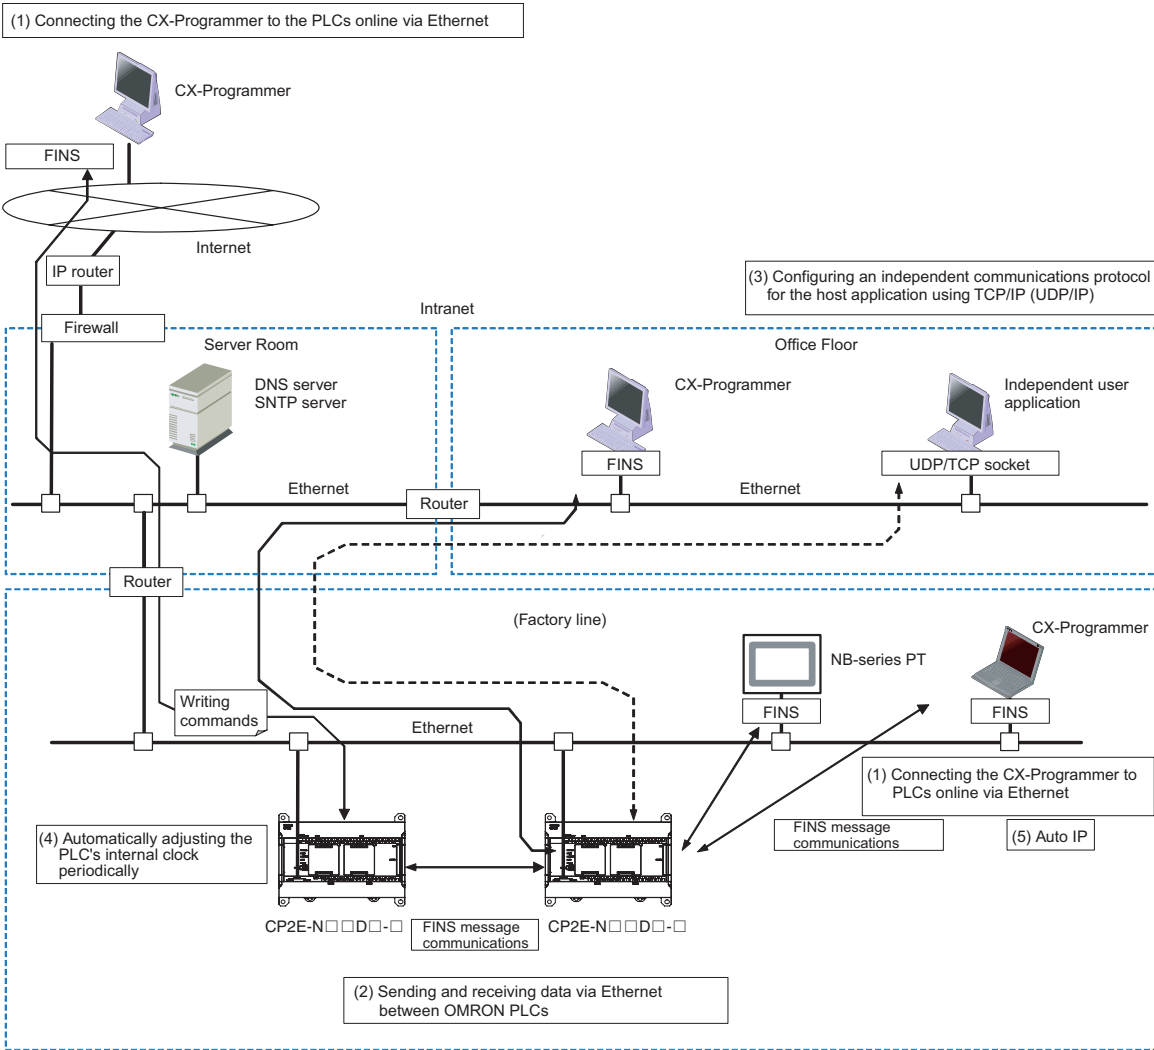 (1) Connecting the CX-Programmer to the PLCs online via Ethernet
CX-Programmer
FINS
Internet
IP router
(3) Configuring an independent communications protocol
for the host application using TCP/IP (UDP/IP)
Intranet
Firewall
Server Room
Office Floor
DNS server
SNTP server
CX-Programmer
Independent user
application
FINS
UDP/TCP socket
Ethernet
Ethernet
Router
Router
(Factory line)
CX-Programmer
NB-series PT
Writing
commands
FINS
FINS
Ethernet
(1) Connecting the CX-Programmer to
PLCs online via Ethernet
(4) Automatically adjusting the
PLC's internal clock
periodically
FINS message
communications
(5) Auto IP
CP2E-N□□D□-□
FINS message
communications
CP2E-N□□D□-□
(2) Sending and receiving data via Ethernet
between OMRON PLCs